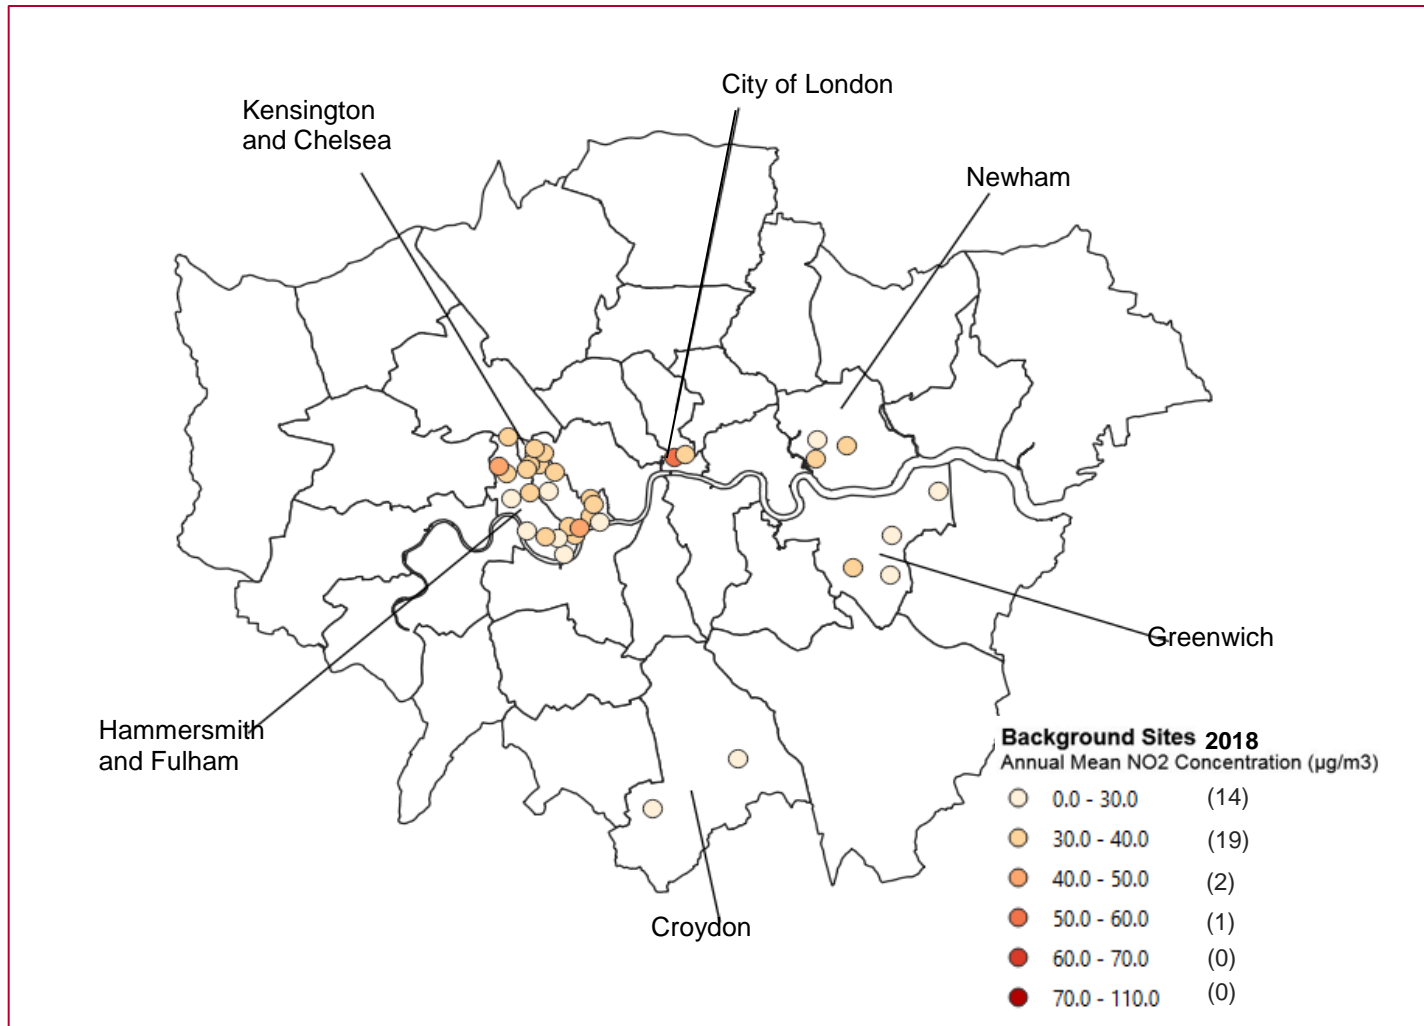 City of London
Kensington
and Chelsea
Newham
Greenwich
Hammersmith
and Fulham
Croydon
Background Sites 2018
Annual Mean NO2 Concentration (µg/m3)
0.0 - 30.0 (14)
30.0 - 40.0 (19)
40.0 - 50.0 (2)
50.0 - 60.0 (1)
60.0 - 70.0 (0)
70.0 - 110.0 (0)